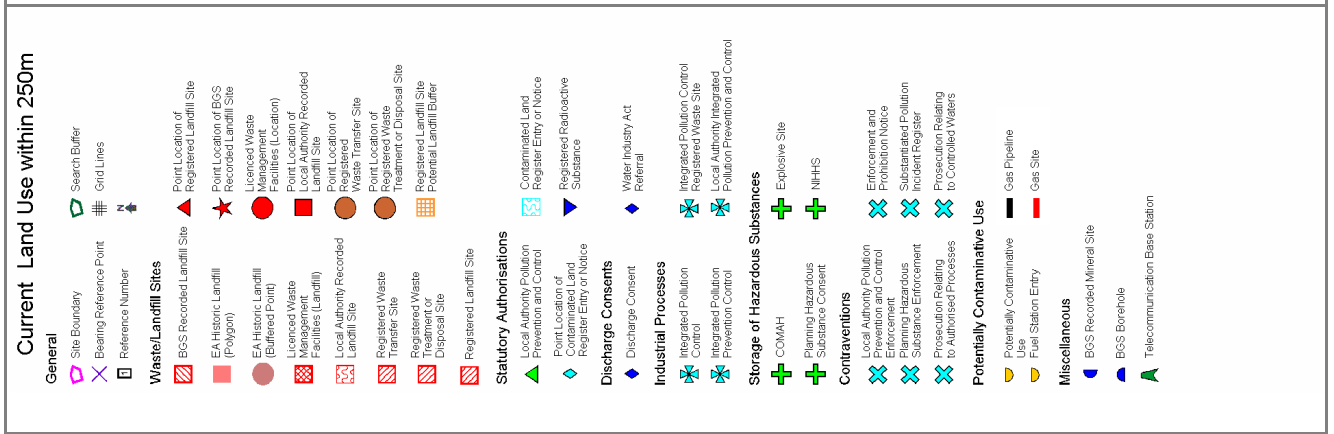 Current Land Use within 250m
General
Site Boundary
Search Buffer
Bearing Reference Point
Grid Lines
1
Reference Number
N
Waste/Landfill Sites
BGS Recorded Landfill Site
Point Location of
Registered Landfill Site
EA Historic Landfill
(Polygon)
Point Location of BGS
Recorded Landfill Site
EA Historic Landfill
(Buffered Point)
Licenced Waste
Management
Facilities (Location)
Licenced Waste
Management
Facilities (Landfill)
Point Location of
Local Authority Recorded
Landfill Site
Local Authority Recorded
Landfill Site
Point Location of
Registered
Waste Transfer Site
Registered Waste
Transfer Site
Point Location of
Registered Waste
Treatment or Disposal Site
Registered Waste
Treatment or
Disposal Site
Registered Landfill Site
Potential Landfill Buffer
Registered Landfill Site
Statutory Authorisations
Local Authority Pollution
Prevention and Control
Contaminated Land
Register Entry or Notice
Point Location of
Contaminated Land
Register Entry or Notice
Registered Radioactive
Substance
Discharge Consents
Discharge Consent
Water Industry Act
Referral
Industrial Processes
Integrated Pollution
Control
Integrated Pollution Control
Registered Waste Site
Integrated Pollution
Prevention Control
Local Authority Integrated
Pollution Prevention and Control
Storage of Hazardous Substances
COMAH
Explosive Site
Planning Hazardous
Substance Consent
NIHHS
Contraventions
Local Authority Pollution
Prevention and Control
Enforcement
Enforcement and
Prohibition Notice
Planning Hazardous
Substance Enforcement
Substantiated Pollution
Incident Register
Prosecution Relating
to Authorised Processes
Prosecution Relating
to Controlled Waters
Potentially Contaminative Use
Potentially Contaminative
Use
Gas Pipeline
Fuel Station Entry
Gas Site
Miscellaneous
BGS Recorded Mineral Site
BGS Borehole
Telecommunication Base Station